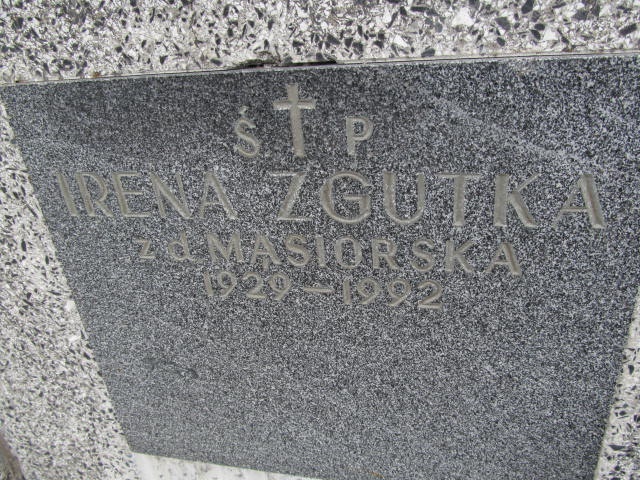 Ś P
IRENA ZGUTKA
z d MASIORSKA
1929-1992